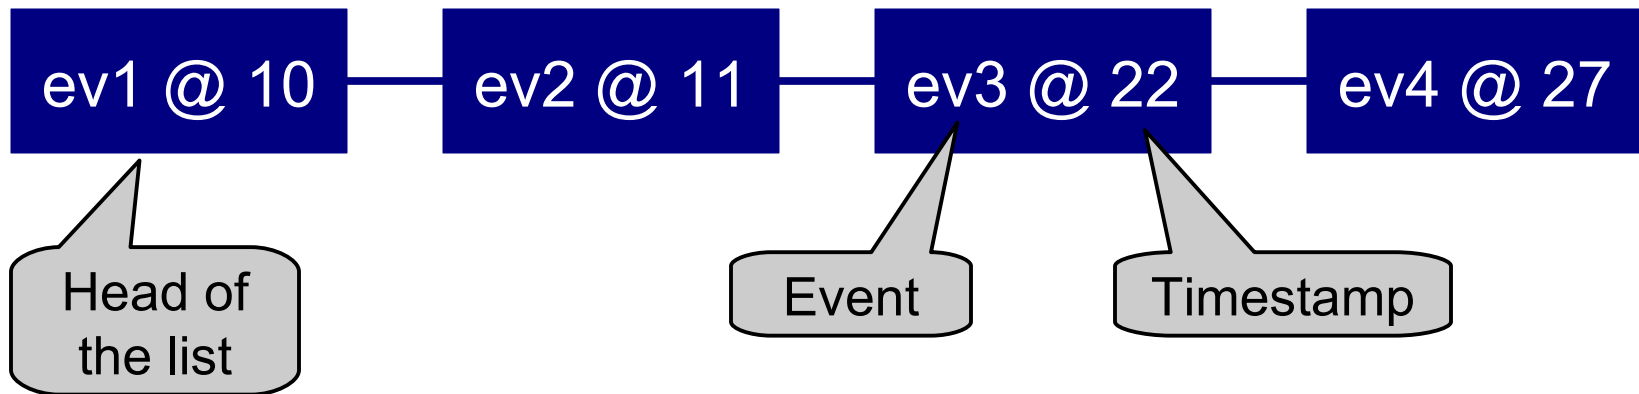 ev1 @ 10
ev2 @ 11
ev3 @ 22
ev4 @ 27
Head of
the list
Event
Timestamp